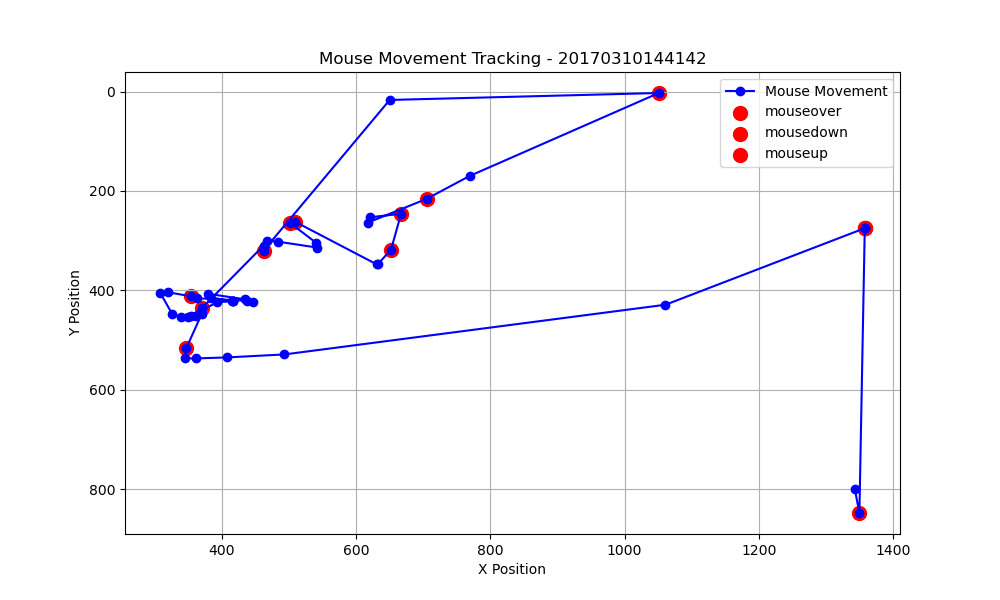 Mouse Movement Tracking - 20170310144142
Mouse Movement
mouseover
mousedown
mouseup
0
200
400
600
800
Y Position
400
600
800
1000
1200
1400
X Position